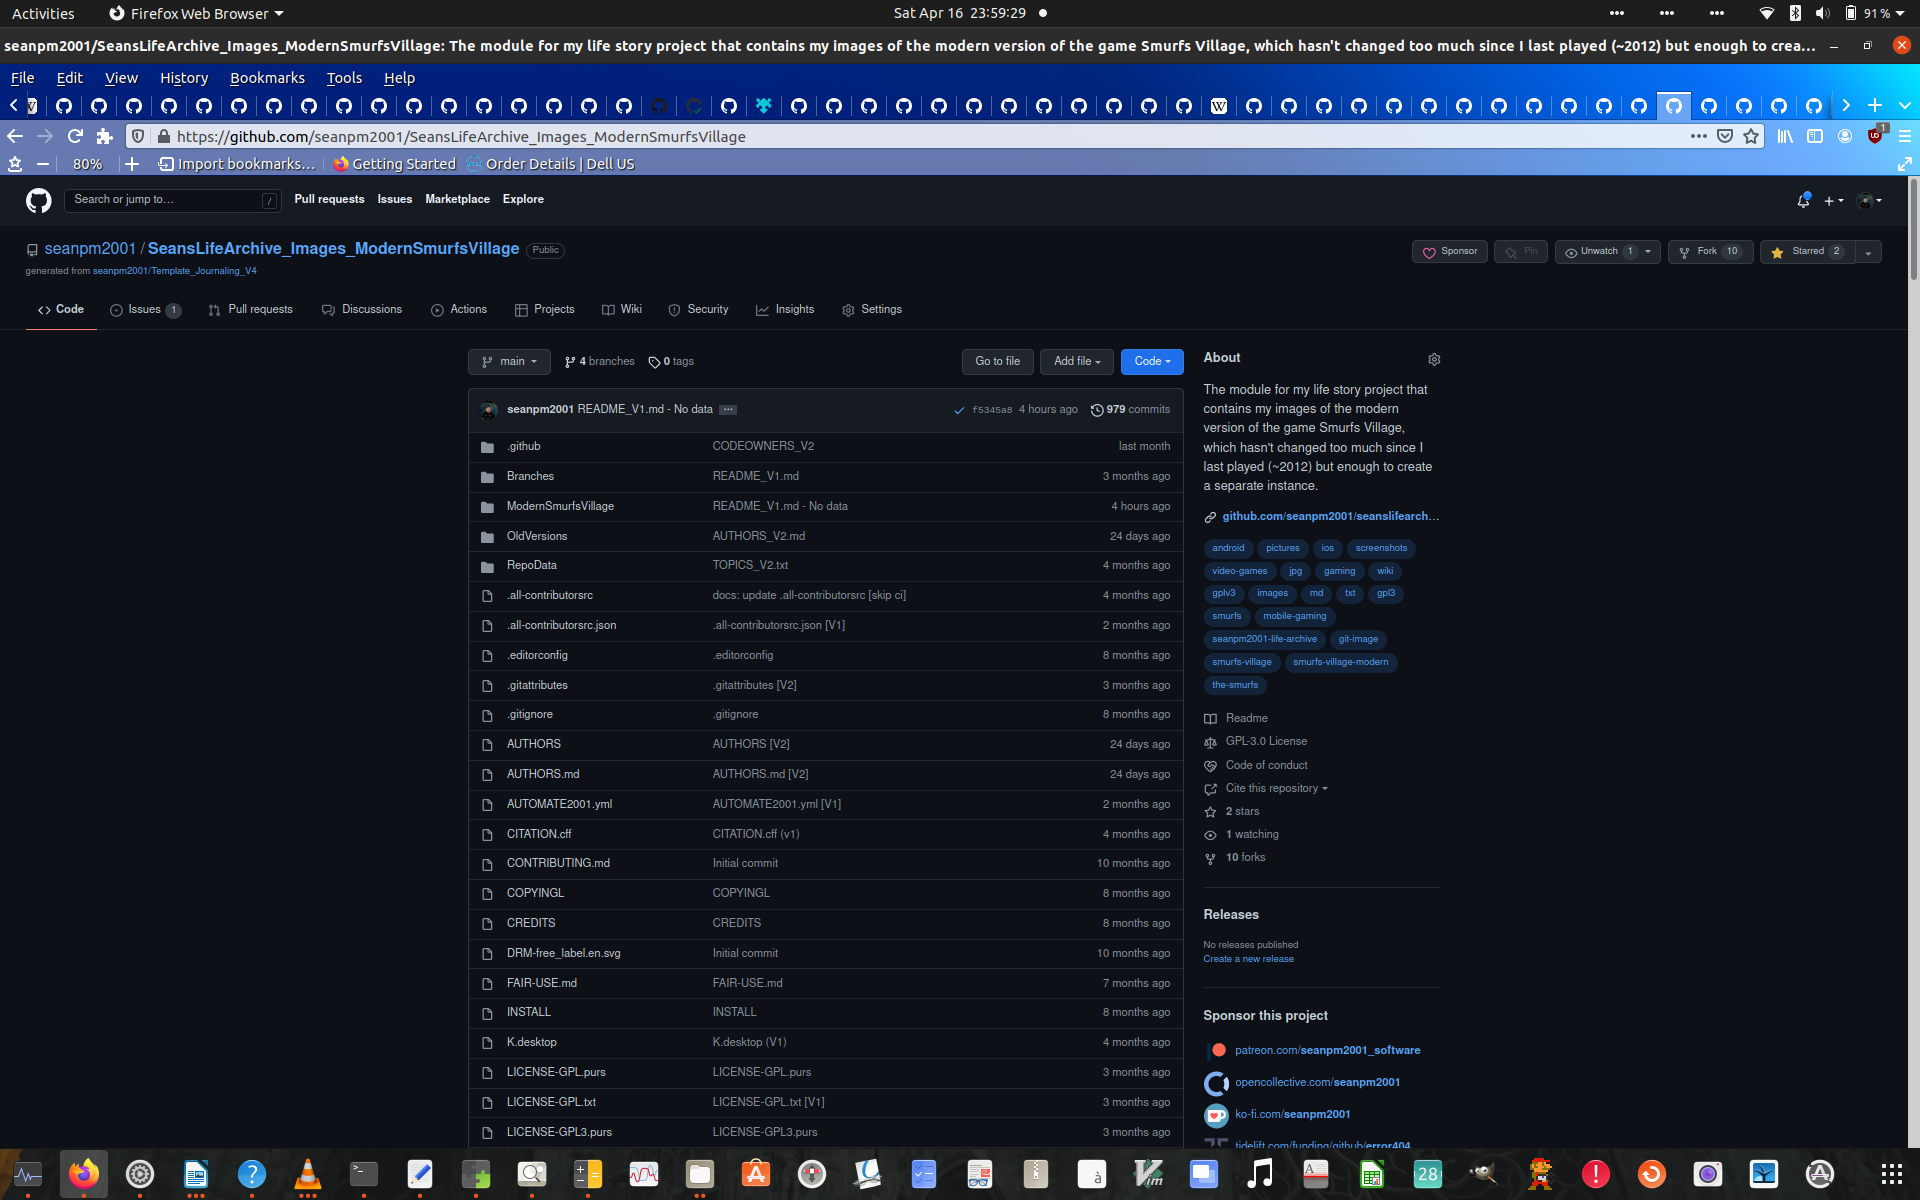 Activities Firefox Web Browser Sat Apr 16 23:59:29 91%
seanpm2001/SeansLifeArchive_Images_ModernSmurfsVillage: The module for my life story project that contains my images of the modern version of the game Smurfs Village, which hasn't changed too much since I last played (~2012) but enough to crea…
File Edit View History Bookmarks Tools Help
https://github.com/seanpm2001/SeansLifeArchive_Images_ModernSmurfsVillage
80% Import bookmarks… Getting Started Order Details | Dell US
Search or jump to… / Pull requests Issues Marketplace Explore
seanpm2001 / SeansLifeArchive_Images_ModernSmurfsVillage Public
Sponsor Pin Unwatch 1 Fork 10 Starred 2
generated from seanpm2001/Template_Journaling_V4
Code Issues 1 Pull requests Discussions Actions Projects Wiki Security Insights Settings
main 4 branches 0 tags Go to file Add file Code
seanpm2001 README_V1.md - No data f5345a8 4 hours ago 979 commits
.github CODEOWNERS_V2 last month
Branches README_V1.md 3 months ago
ModernSmurfsVillage README_V1.md - No data 4 hours ago
OldVersions AUTHORS_V2.md 24 days ago
RepoData TOPICS_V2.txt 4 months ago
.all-contributorsrc docs: update .all-contributorsrc [skip ci] 4 months ago
.all-contributorsrc.json .all-contributorsrc.json [V1] 2 months ago
.editorconfig .editorconfig 8 months ago
.gitattributes .gitattributes [V2] 3 months ago
.gitignore .gitignore 8 months ago
AUTHORS AUTHORS [V2] 24 days ago
AUTHORS.md AUTHORS.md [V2] 24 days ago
AUTOMATE2001.yml AUTOMATE2001.yml [V1] 2 months ago
CITATION.cff CITATION.cff (v1) 4 months ago
CONTRIBUTING.md Initial commit 10 months ago
COPYINGL COPYINGL 8 months ago
CREDITS CREDITS 8 months ago
DRM-free_label.en.svg Initial commit 10 months ago
FAIR-USE.md FAIR-USE.md 7 months ago
INSTALL INSTALL 8 months ago
K.desktop K.desktop (V1) 4 months ago
LICENSE-GPL.purs LICENSE-GPL.purs 3 months ago
LICENSE-GPL.txt LICENSE-GPL.txt [V1] 3 months ago
LICENSE-GPL3.purs LICENSE-GPL3.purs 3 months ago
About
The module for my life story project that
contains my images of the modern
version of the game Smurfs Village,
which hasn't changed too much since I
last played (~2012) but enough to create
a separate instance.
github.com/seanpm2001/seanslifearch…
android pictures ios screenshots
video-games jpg gaming wiki
gplv3 images md txt gpl3
smurfs mobile-gaming
seanpm2001-life-archive git-image
smurfs-village smurfs-village-modern
the-smurfs
Readme
GPL-3.0 License
Code of conduct
Cite this repository
2 stars
1 watching
10 forks
Releases
No releases published
Create a new release
Sponsor this project
patreon.com/seanpm2001_software
opencollective.com/seanpm2001
ko-fi.com/seanpm2001
tidelift.com/funding/github/error404
28